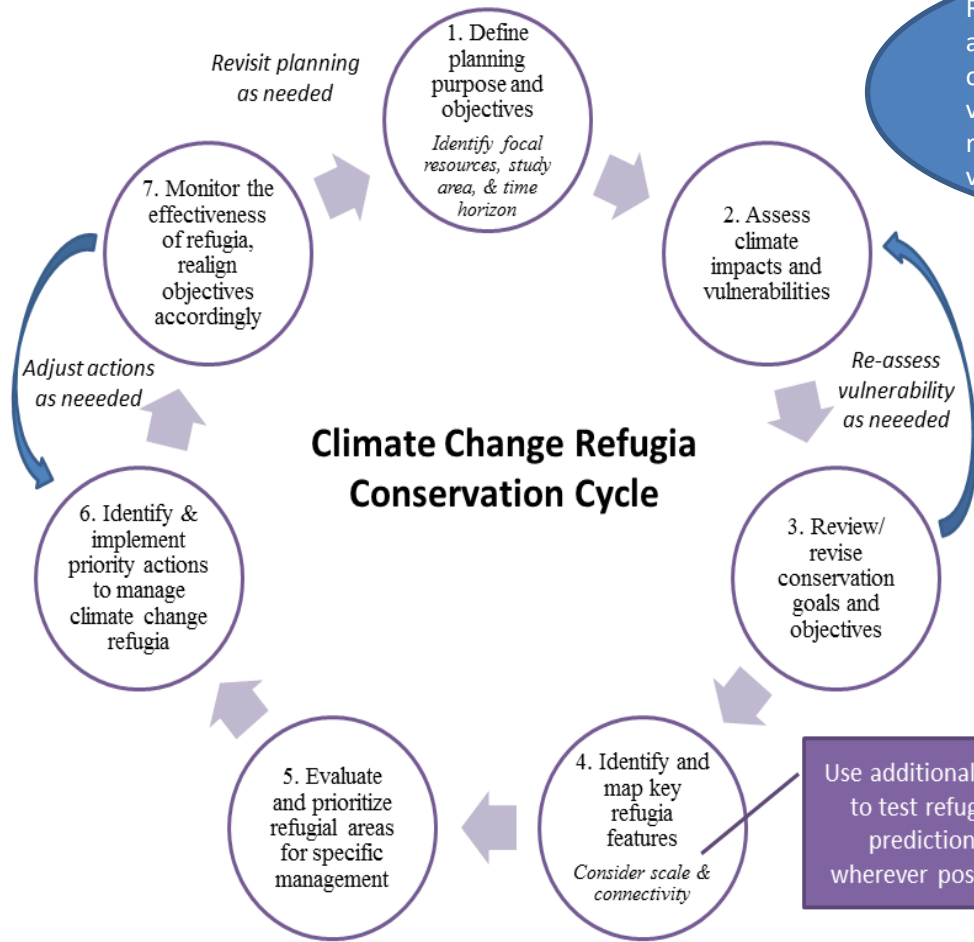 Climate Change Refugia
Conservation Cycle
1. Define
planning
purpose and
objectives
Identify focal
resources, study
area, & time
horizon
2. Assess
climate
impacts and
vulnerabilities
Re-assess
vulnerability
as neeeded
3. Review/
revise
conservation
goals and
objectives
4. Identify and
map key
refugia
features
Consider scale &
connectivity
Use additional
to test
wherever
5. Evaluate
and prioritize
refugial areas
for specific
management
6. Identify &
implement
priority actions
to manage
climate change
refugia
Adjust actions
as neeeded
7. Monitor the
effectiveness
of refugia,
realign
objectives
accordingly
Revisit planning
as needed